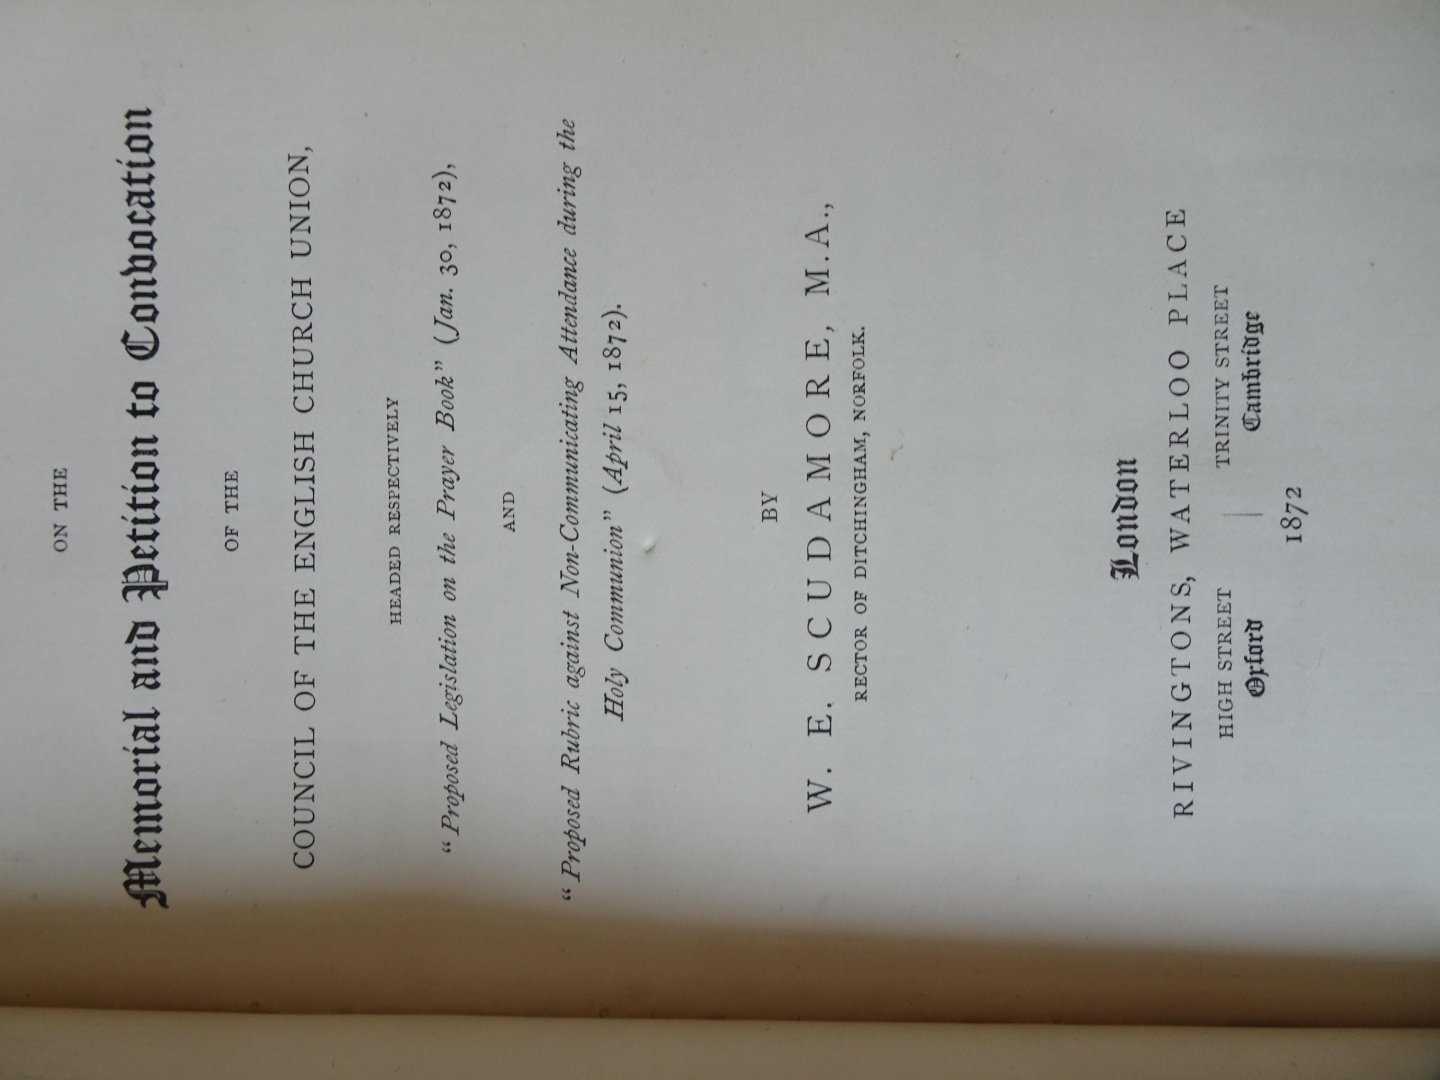 ON THE
Memorial and Petition to Convocation
OF THE
COUNCIL OF THE ENGLISH CHURCH UNION,
HEADED RESPECTIVELY
“Proposed Legislation on the Prayer Book” (Jan. 30, 1872),
AND
“Proposed Rubric against Non-Communicating Attendance during the
Holy Communion” (April 15, 1872).
BY
W. E. SCUDAMORE, M.A.,
RECTOR OF DITCHINGHAM, NORFOLK.
London
RIVINGTONS, WATERLOO PLACE
HIGH STREET | TRINITY STREET
Oxford | Cambridge
1872